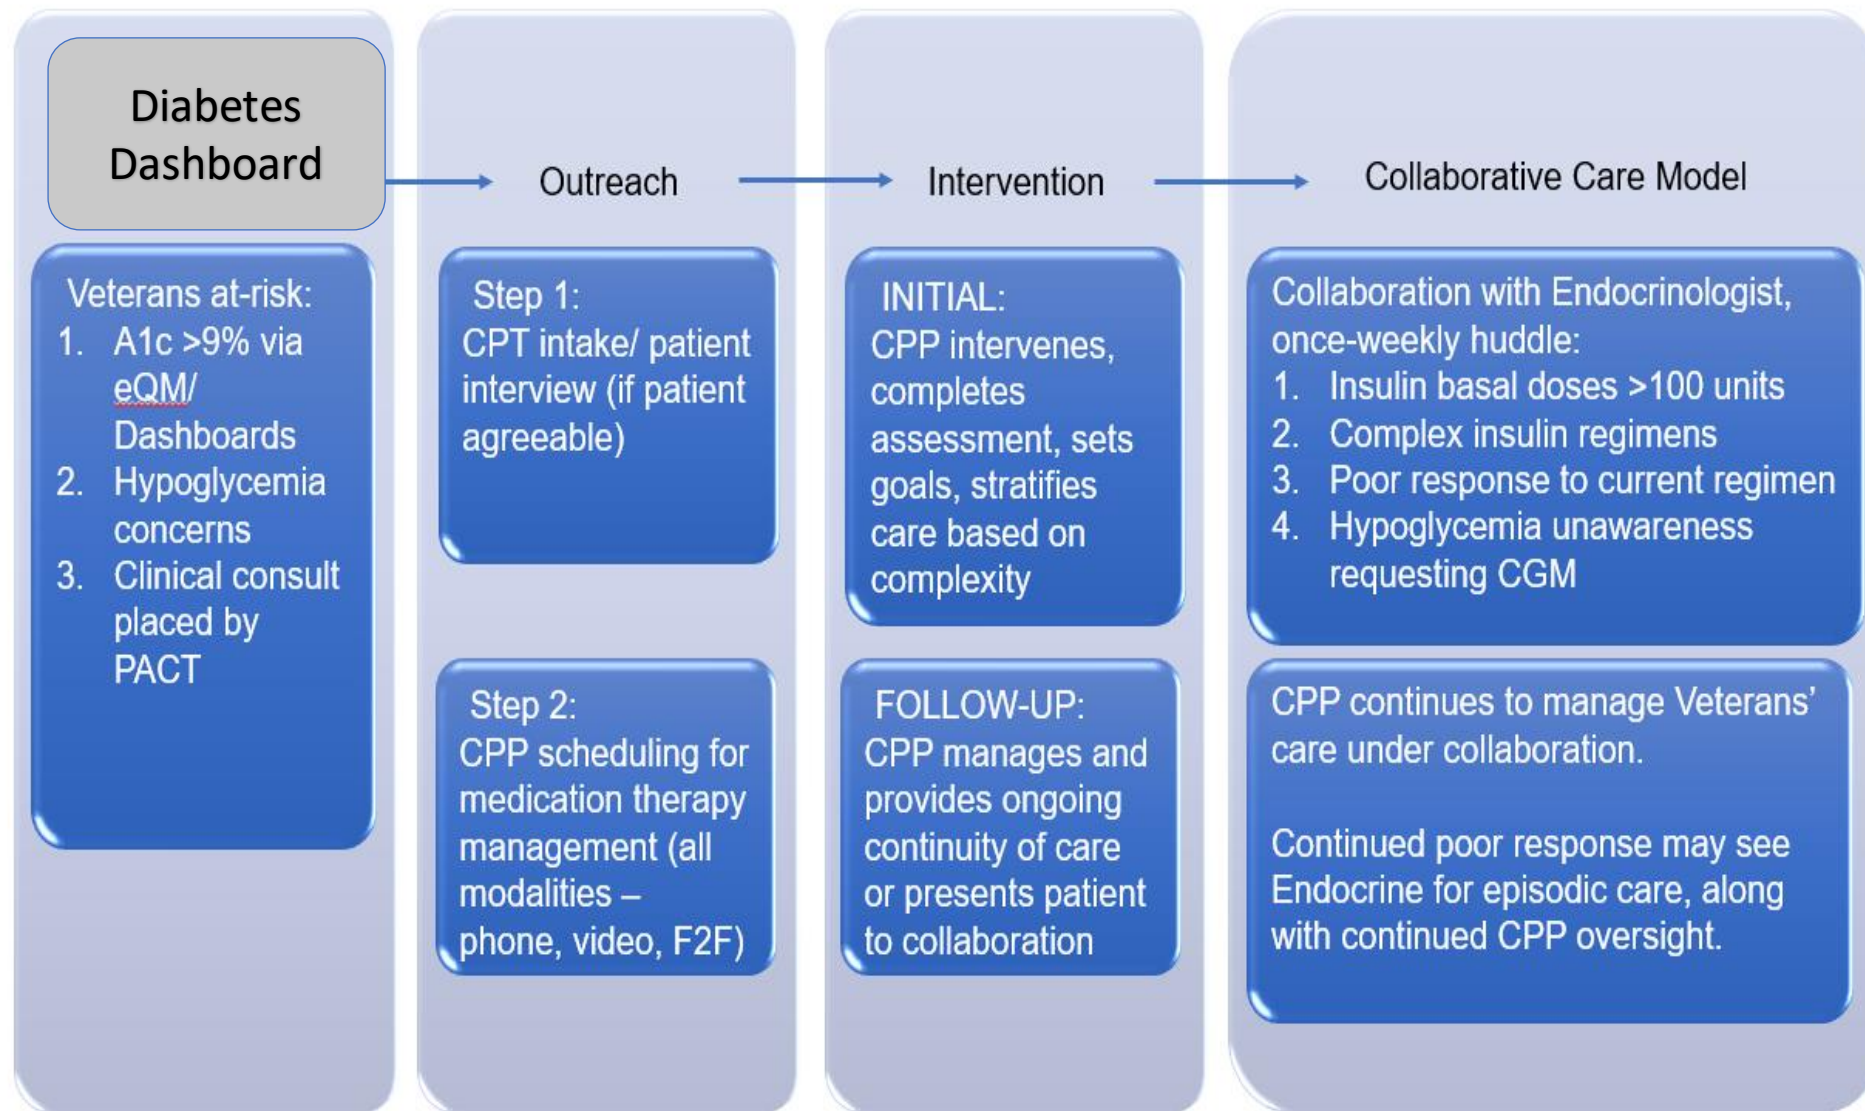 Diabetes
Dashboard
Veterans at-risk:
1. A1c >9% via
eQM/
Dashboards
2. Hypoglycemia
concerns
3. Clinical consult
placed by
PACT
Outreach
Step 1:
CPT intake/ patient
interview (if patient
agreeable)
Step 2:
CPP scheduling for
medication therapy
management (all
modalities –
phone, video, F2F)
Intervention
INITIAL:
CPP intervenes,
completes
assessment, sets
goals, stratifies
care based on
complexity
FOLLOW-UP:
CPP manages and
provides ongoing
continuity of care
or presents patient
to collaboration
Collaborative Care Model
Collaboration with Endocrinologist,
once-weekly huddle:
1. Insulin basal doses >100 units
2. Complex insulin regimens
3. Poor response to current regimen
4. Hypoglycemia unawareness
requesting CGM
CPP continues to manage Veterans’
care under collaboration.
Continued poor response may see
Endocrine for episodic care, along
with continued CPP oversight.